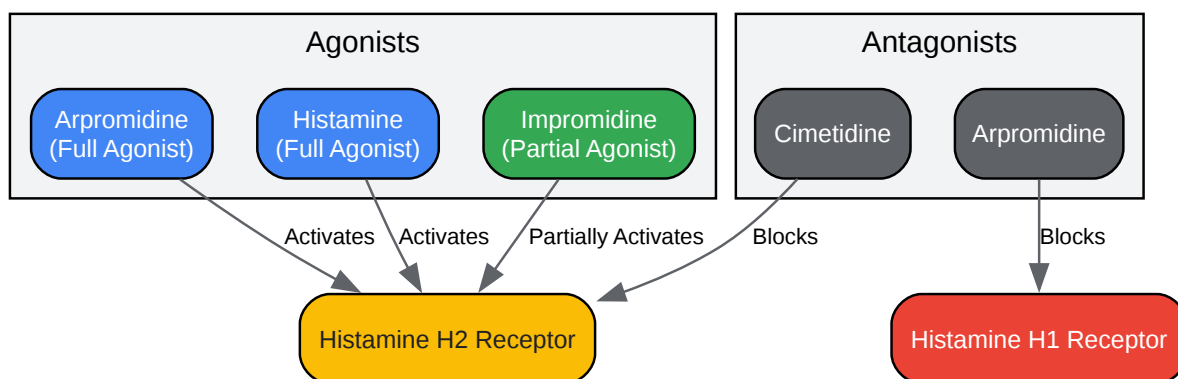 Agonists
Antagonists
Arpromidine
(Full Agonist)
Histamine
(Full Agonist)
Impromidine
(Partial Agonist)
Cimetidine
Arpromidine
Activates
Activates
Partially Activates
Blocks
Blocks
Histamine H2 Receptor
Histamine H1 Receptor